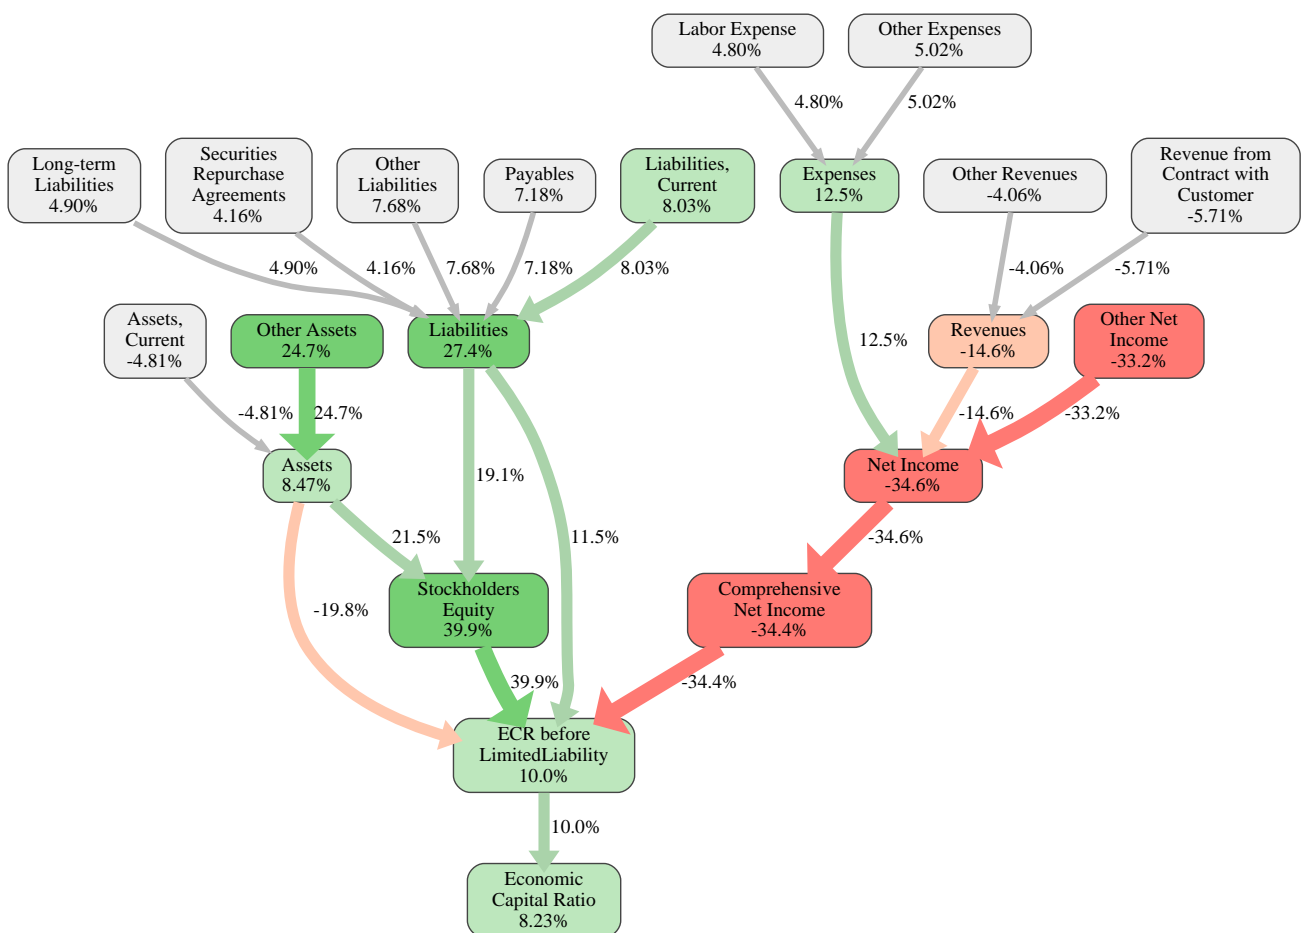 Labor Expense
4.80%
Other Expenses
5.02%
4.80%
5.02%
Long-term
Liabilities
4.90%
Securities
Repurchase
Agreements
4.16%
Other
Liabilities
7.68%
Payables
7.18%
Liabilities,
Current
8.03%
Expenses
12.5%
Other Revenues
-4.06%
Revenue from
Contract with
Customer
-5.71%
4.90%
4.16%
7.68%
7.18%
8.03%
-4.06%
-5.71%
Assets,
Current
-4.81%
Other Assets
24.7%
Liabilities
27.4%
12.5%
Revenues
-14.6%
Other Net
Income
-33.2%
-4.81%
24.7%
-14.6%
-33.2%
Assets
8.47%
19.1%
Net Income
-34.6%
21.5%
11.5%
-34.6%
-19.8%
Stockholders
Equity
39.9%
Comprehensive
Net Income
-34.4%
39.9%
-34.4%
ECR before
LimitedLiability
10.0%
10.0%
Economic
Capital Ratio
8.23%